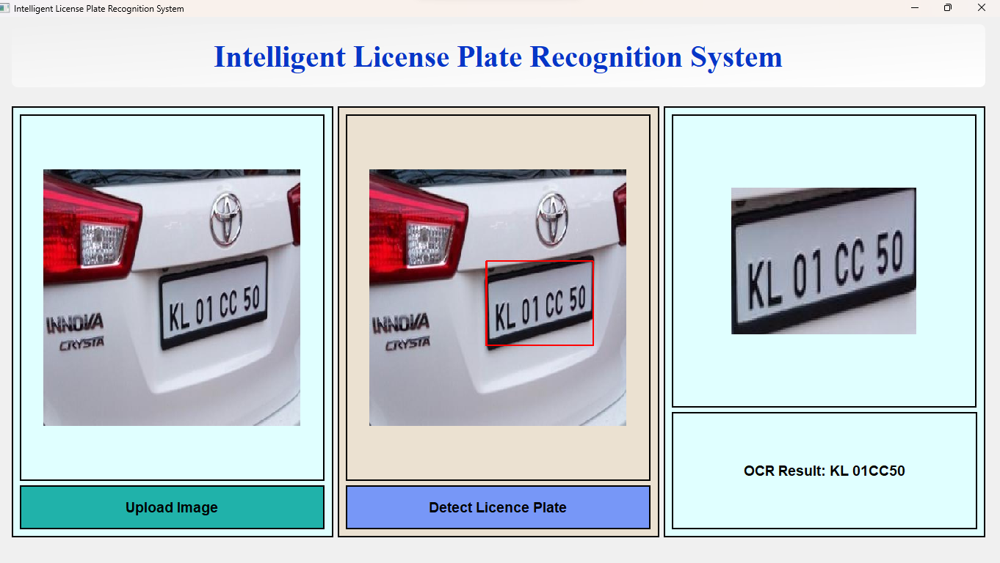 Intelligent License Plate Recognition System
Intelligent License Plate Recognition System
KL 01 CC 50
INNOVA
CRYSTA
Upload Image
KL 01 CC 50
INNOVA
CRYSTA
Detect Licence Plate
KL 01 CC 50
OCR Result: KL 01CC50